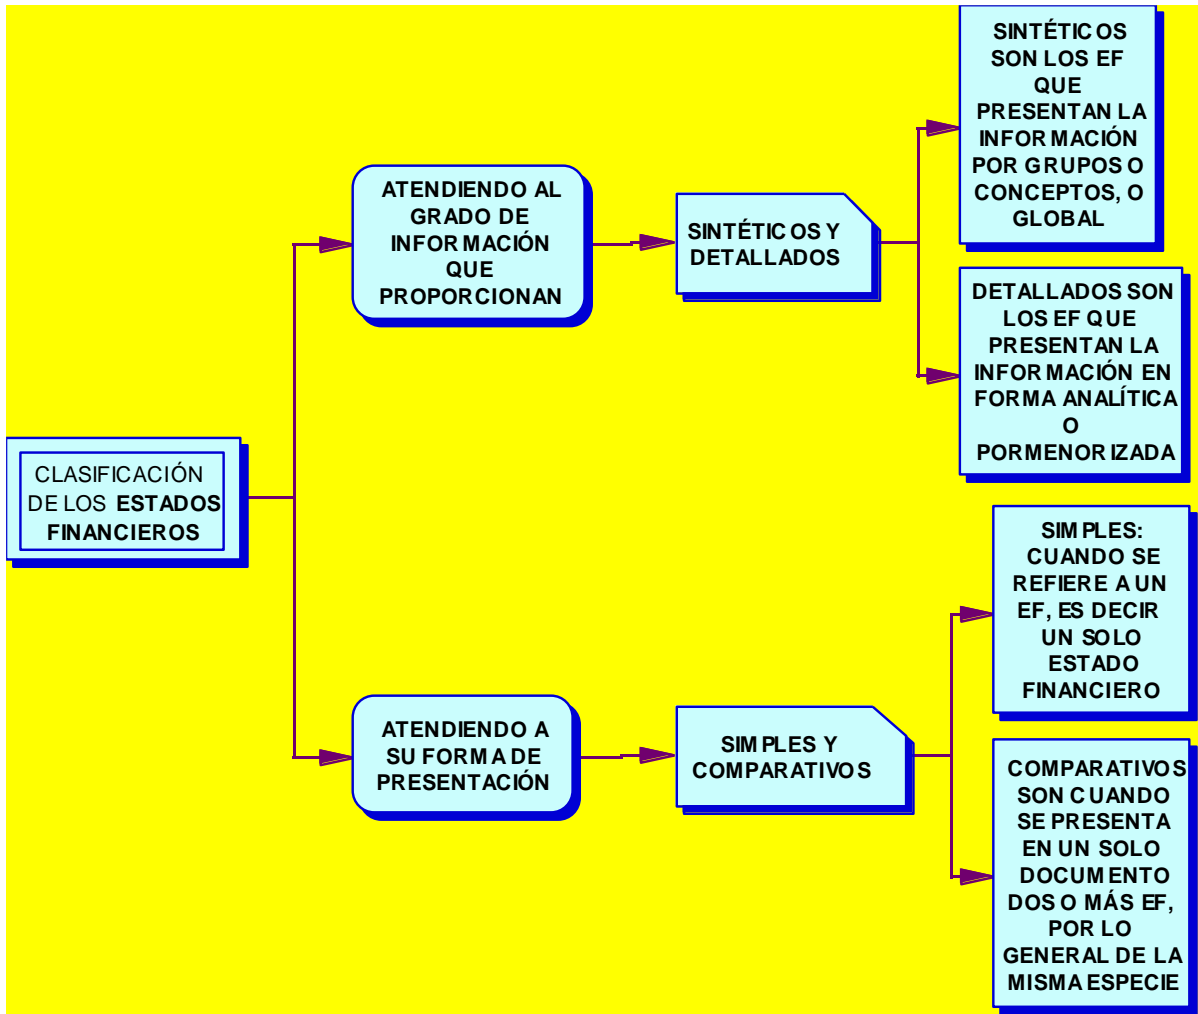 CLASIFICACIÓN
DE LOS ESTADOS
FINANCIEROS
ATENDIENDO AL
GRADO DE
INFORMACIÓN
QUE
PROPORCIONAN
SINTÉTICOS Y
DETALLADOS
SINTÉTICOS
SON LOS EF
QUE
PRESENTAN LA
INFORMACIÓN
POR GRUPOS O
CONCEPTOS, O
GLOBAL
DETALLADOS SON
LOS EF QUE
PRESENTAN LA
INFORMACIÓN EN
FORMA ANALÍTICA
O
PORMENORIZADA
ATENDIENDO A
SU FORMA DE
PRESENTACIÓN
SIMPLES Y
COMPARATIVOS
SIMPLES:
CUANDO SE
REFIERE A UN
EF, ES DECIR
UN SOLO
ESTADO
FINANCIERO
COMPARATIVOS
SON CUANDO
SE PRESENTA
EN UN SOLO
DOCUMENTO
DOS O MÁS EF,
POR LO
GENERAL DE LA
MISMA ESPECIE